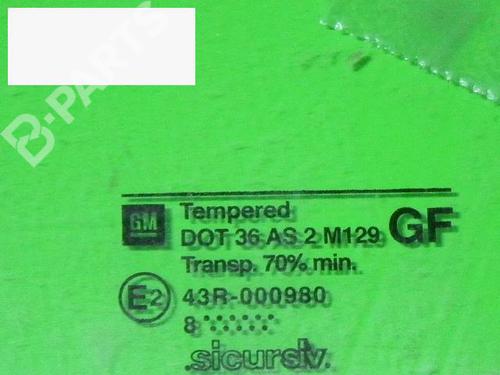 B-PARTS
GM Tempered
DOT 36 AS 2 M129 GF
Transp. 70% min.
E2 43R-000980
8
.sicursiv.